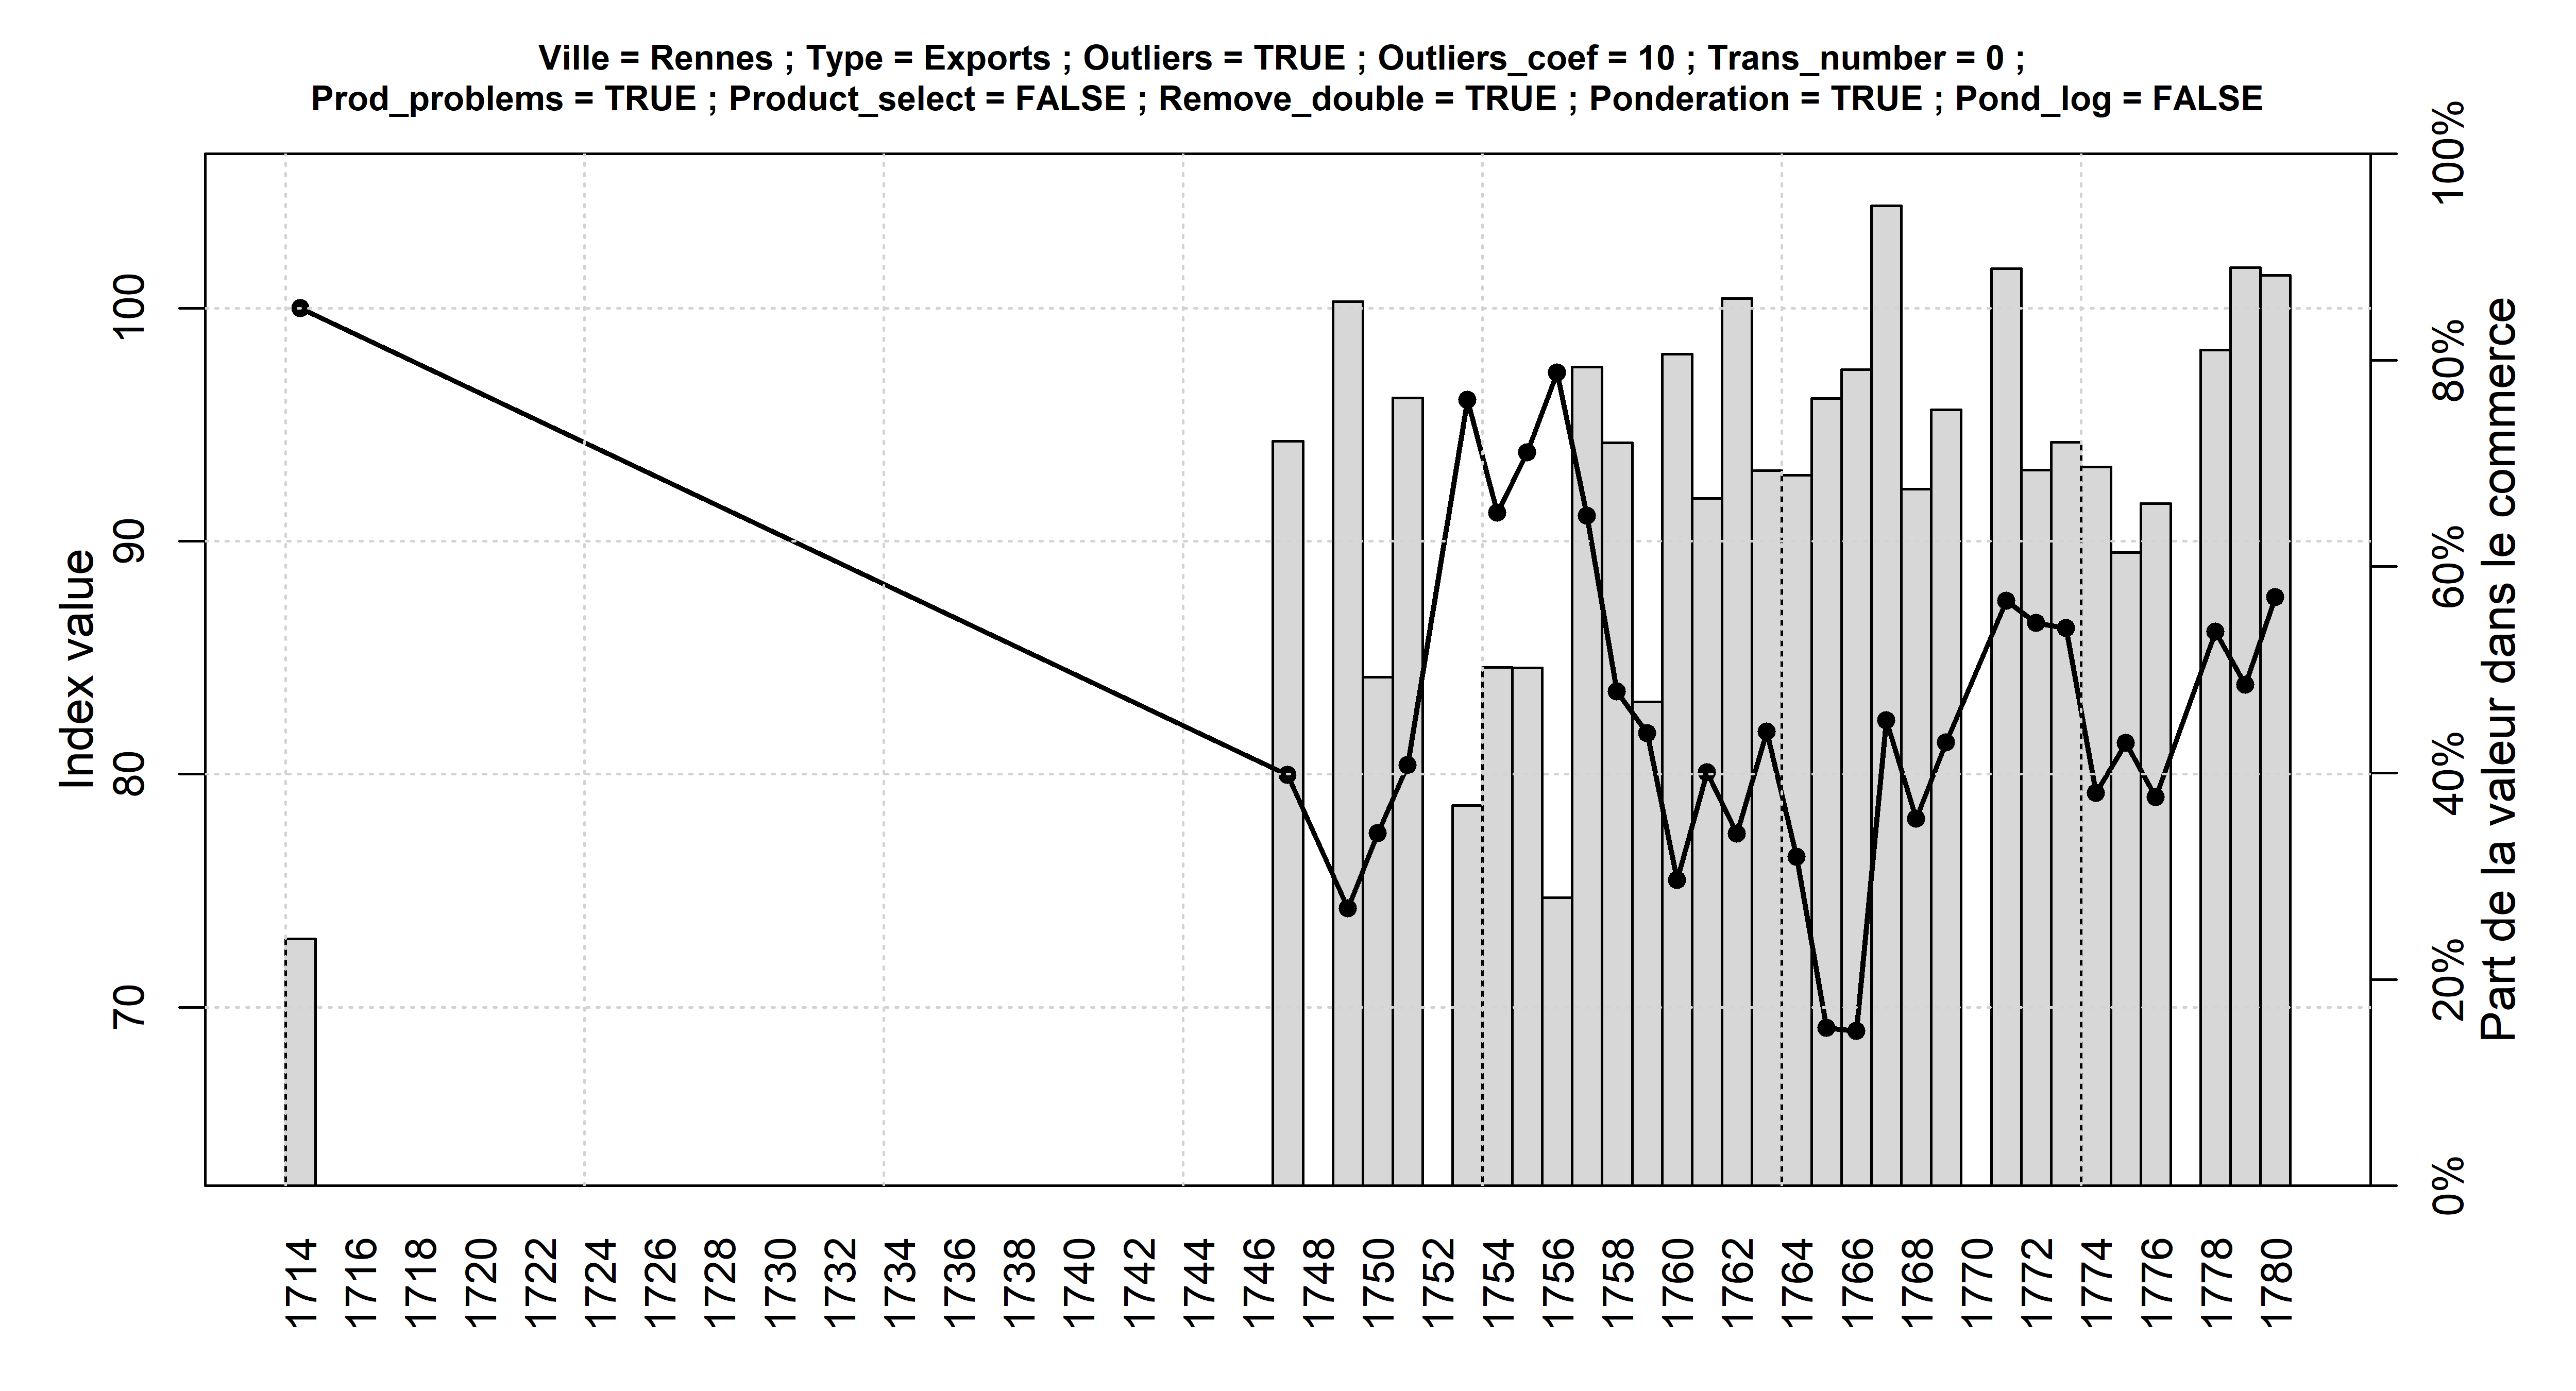 Ville = Rennes ; Type = Exports ; Outliers = TRUE ; Outliers_coef = 10 ; Trans_number = 0 ;
Prod_problems = TRUE ; Product_select = FALSE ; Remove_double = TRUE ; Ponderation = TRUE ; Pond_log = FALSE
Index value
100
90
80
70
100%
80%
60%
40%
20%
0%
Part de la valeur dans le commerce
1714 1716 1718 1720 1722 1724 1726 1728 1730 1732 1734 1736 1738 1740 1742 1744 1746 1748 1750 1752 1754 1756 1758 1760 1762 1764 1766 1768 1770 1772 1774 1776 1778 1780